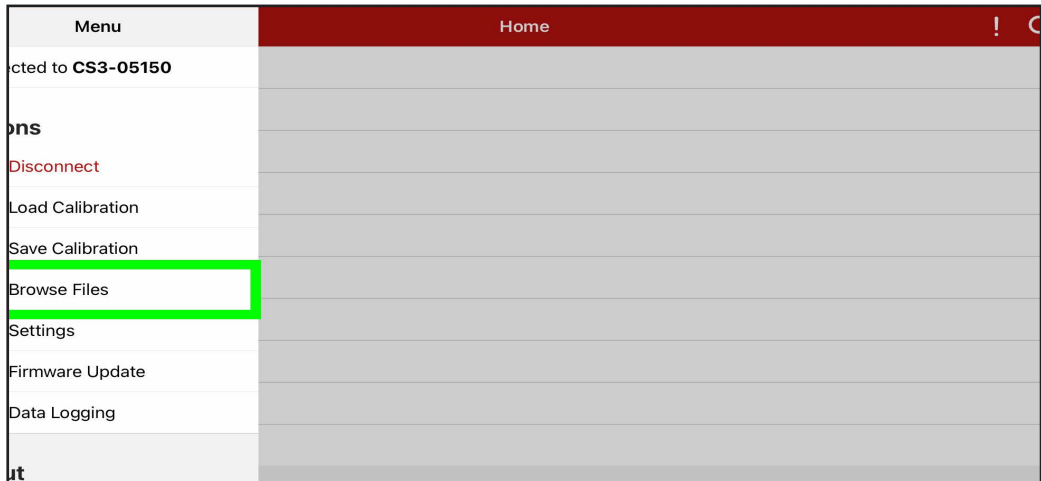 Menu
Home
!
cted to CS3-05150
ons
Disconnect
Load Calibration
Save Calibration
Browse Files
Settings
Firmware Update
Data Logging
ut